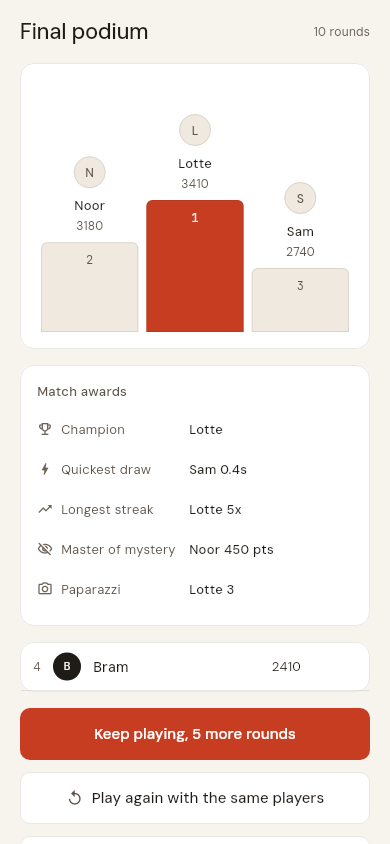 Final podium
10 rounds
L
Lotte
3410
1
N
Noor
3180
2
S
Sam
2740
3
Match awards
Champion Lotte
Quickest draw Sam 0.4s
Longest streak Lotte 5x
Master of mystery Noor 450 pts
Paparazzi Lotte 3
4 B Bram 2410
Keep playing, 5 more rounds
Play again with the same players